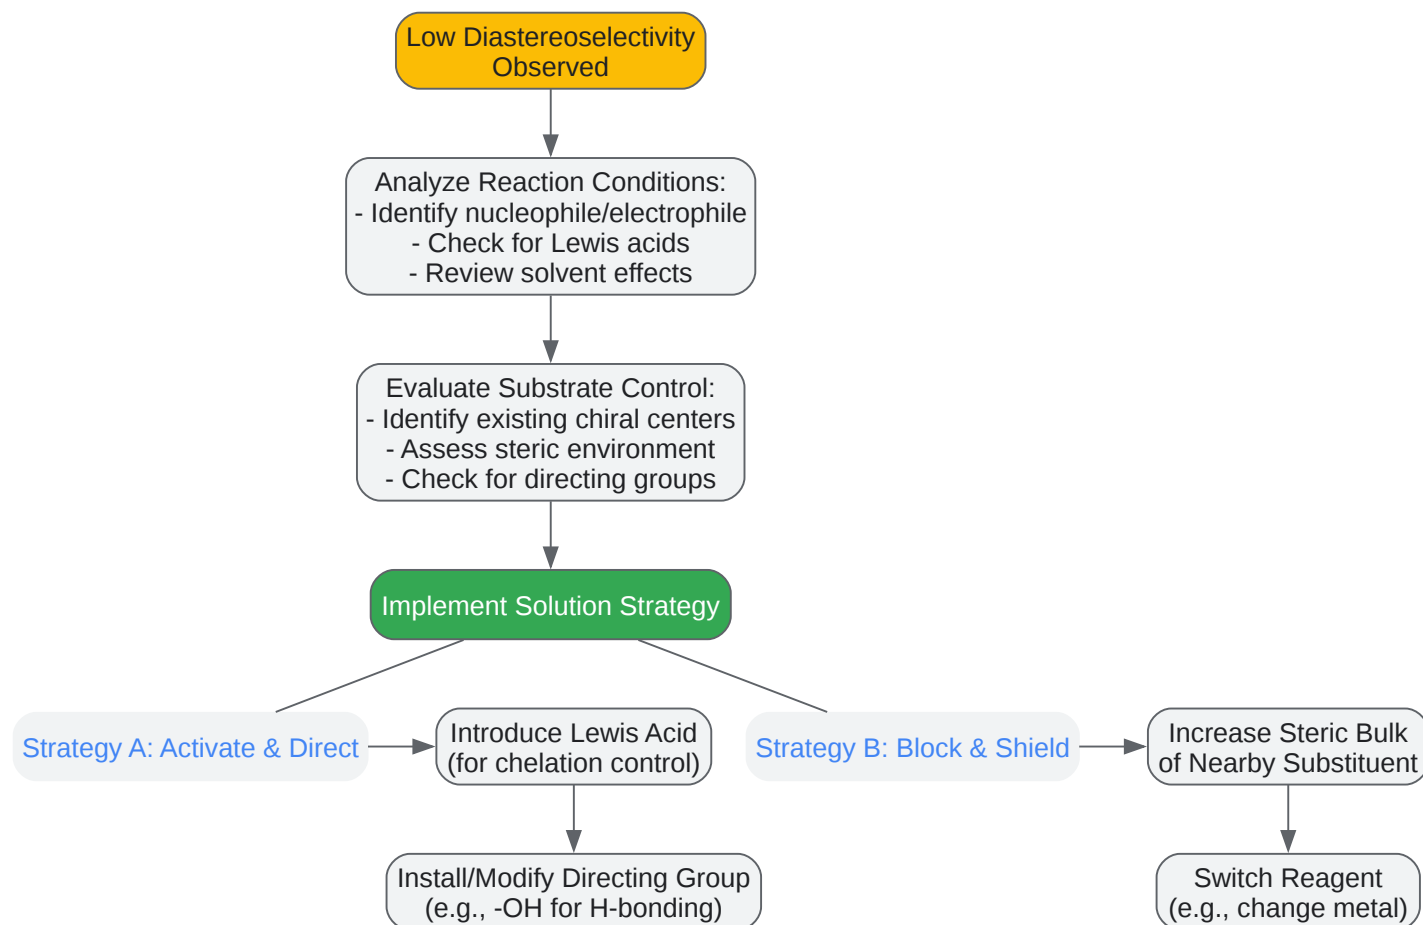 Low Diastereoselectivity
Observed
Analyze Reaction Conditions:
- Identify nucleophile/electrophile
- Check for Lewis acids
- Review solvent effects
Evaluate Substrate Control:
- Identify existing chiral centers
- Assess steric environment
- Check for directing groups
Implement Solution Strategy
Strategy A: Activate & Direct
Introduce Lewis Acid
(for chelation control)
Strategy B: Block & Shield
Increase Steric Bulk
of Nearby Substituent
Install/Modify Directing Group
(e.g., -OH for H-bonding)
Switch Reagent
(e.g., change metal)